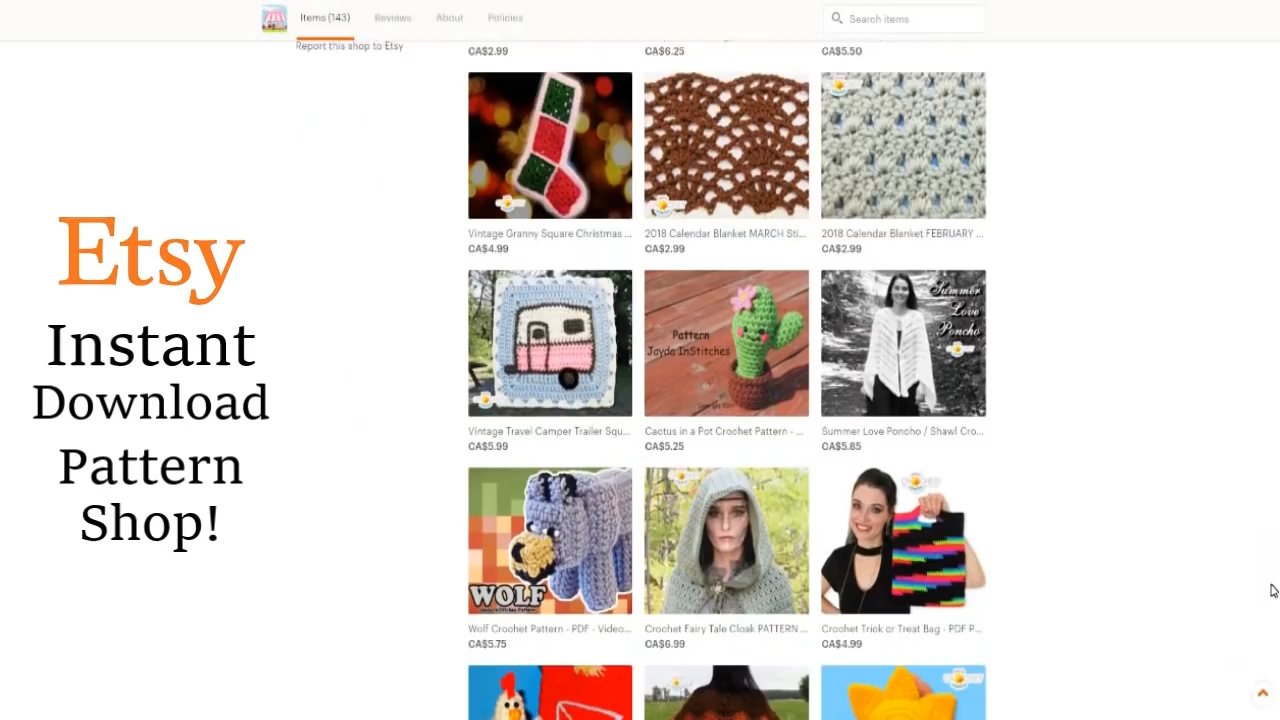 Items (143)
Reviews
About
Policies
Search items
Report this shop to Etsy
CA$2.99
CA$6.25
CA$5.50
Etsy
Instant
Download
Pattern
Shop!
Vintage Granny Square Christmas ...
CA$4.99
2018 Calendar Blanket MARCH Sti...
CA$2.99
2018 Calendar Blanket FEBRUARY ...
CA$2.99
Pattern
Jayda InStitches
Summer
Love
Poncho
Vintage Travel Camper Trailer Squ...
CA$5.99
Cactus in a Pot Crochet Pattern - ...
CA$5.25
Summer Love Poncho / Shawl Cro...
CA$5.85
WOLF
Wolf Crochet Pattern - PDF - Video...
CA$5.75
Crochet Fairy Tale Cloak PATTERN ...
CA$6.99
Crochet Trick or Treat Bag - PDF P...
CA$4.99